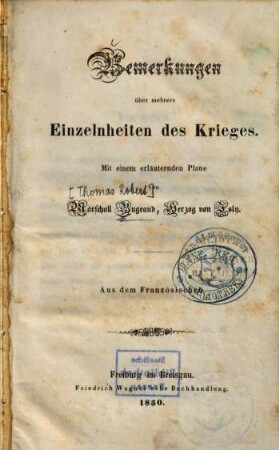 Bemerkungen
über mehrere
Einzelnheiten des Krieges.
Mit einem erläuternden Plane
[Thomas Robert]
Marschall Bugeaud, Herzog von Isly.
Aus dem Französischen
Freiburg im Breisgau.
Friedrich Wagner'sche Buchhandlung.
1850.